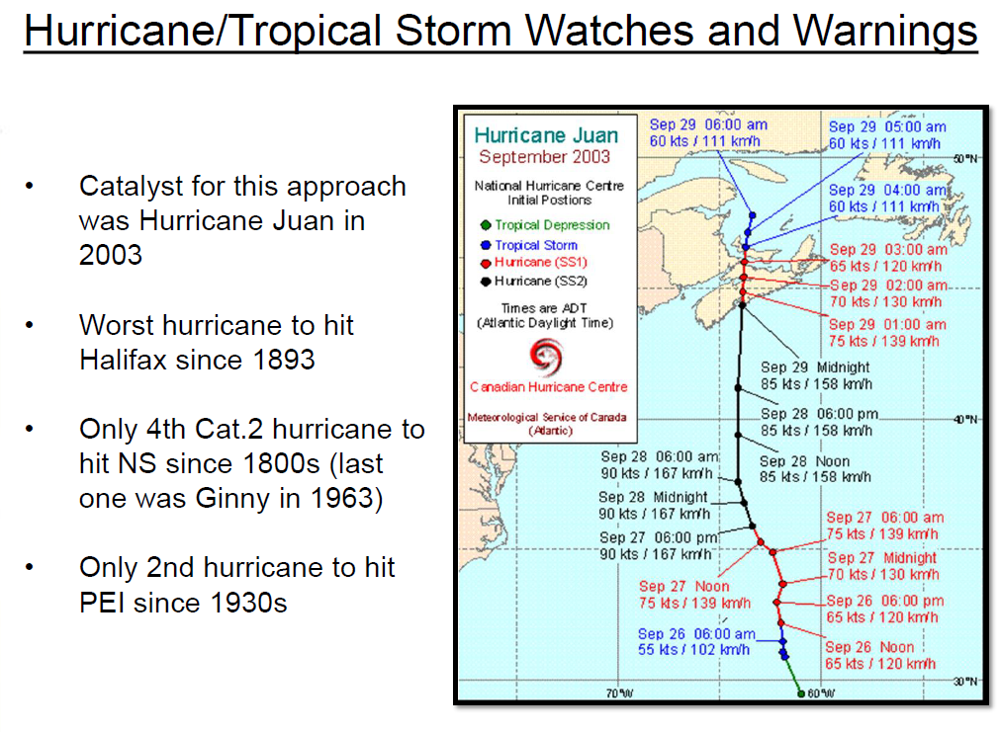 Hurricane/Tropical Storm Watches and Warnings
• Catalyst for this approach
was Hurricane Juan in
2003
• Worst hurricane to hit
Halifax since 1893
• Only 4th Cat.2 hurricane to
hit NS since 1800s (last
one was Ginny in 1963)
• Only 2nd hurricane to hit
PEI since 1930s
Hurricane Juan
September 2003
National Hurricane Centre
Initial Postions
Tropical Depression
Tropical Storm
Hurricane (SS1)
Hurricane (SS2)
Times are ADT
(Atlantic Daylight Time)
Canadian Hurricane Centre
Meteorological Service of Canada
(Atlantic)
Sep 29 06:00 am
60 kts / 111 km/h
Sep 29 05:00 am
60 kts / 111 km/h
50°N
Sep 29 04:00 am
60 kts / 111 km/h
Sep 29 03:00 am
65 kts / 120 km/h
Sep 29 02:00 am
70 kts / 130 km/h
Sep 29 01:00 am
75 kts / 139 km/h
Sep 29 Midnight
85 kts / 158 km/h
Sep 28 06:00 pm
85 kts / 158 km/h
40°N
Sep 28 Noon
85 kts / 158 km/h
Sep 28 06:00 am
90 kts / 167 km/h
Sep 28 Midnight
90 kts / 167 km/h
Sep 27 06:00 pm
90 kts / 167 km/h
Sep 27 06:00 am
75 kts / 139 km/h
Sep 27 Midnight
70 kts / 130 km/h
Sep 27 Noon
75 kts / 139 km/h
Sep 26 06:00 pm
65 kts / 120 km/h
Sep 26 06:00 am
55 kts / 102 km/h
Sep 26 Noon
65 kts / 120 km/h
30°N
70°W
60°W